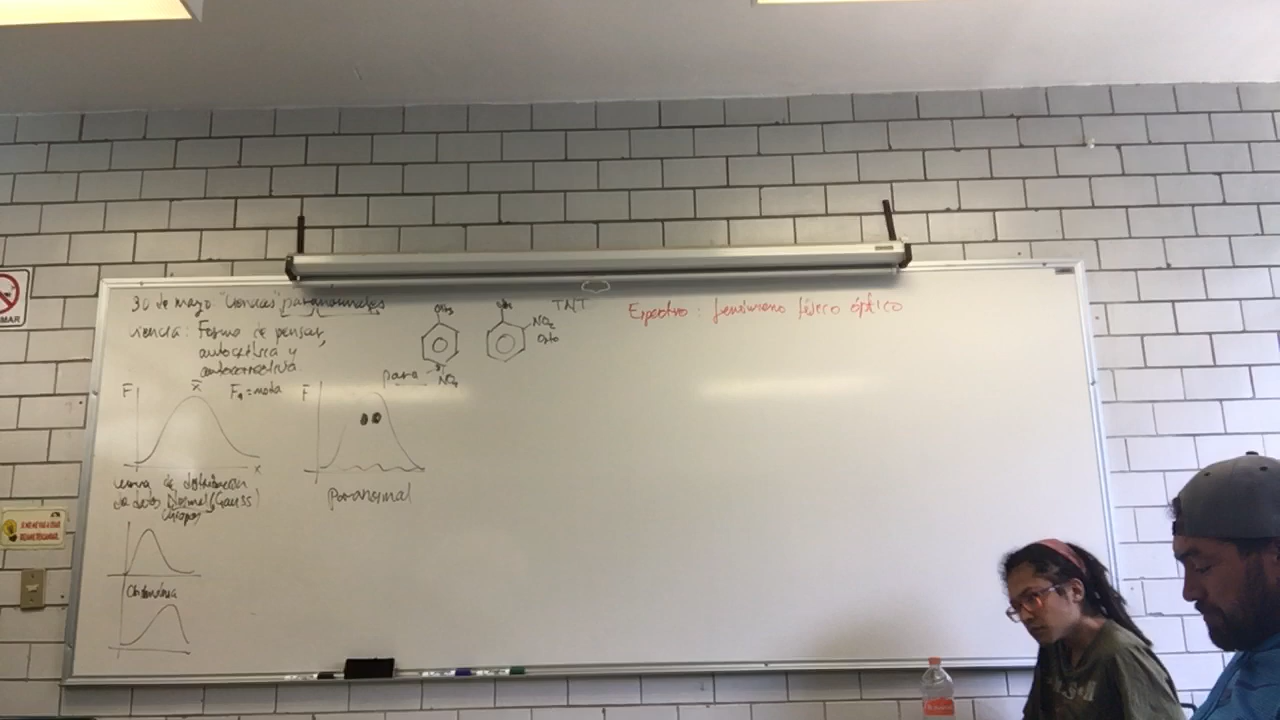 30 de mayo "Ciencias" paranormales
Ciencia: Forma de pensar,
autocrítica y
autocorrectiva
CH3
NO2
para
NO2
Orto
TNT
Espectro: fenómeno físico óptico
F
x̄
= moda
x
Curva de distribución
de datos Normal (Gauss)
F
Paranormal
FUMAR